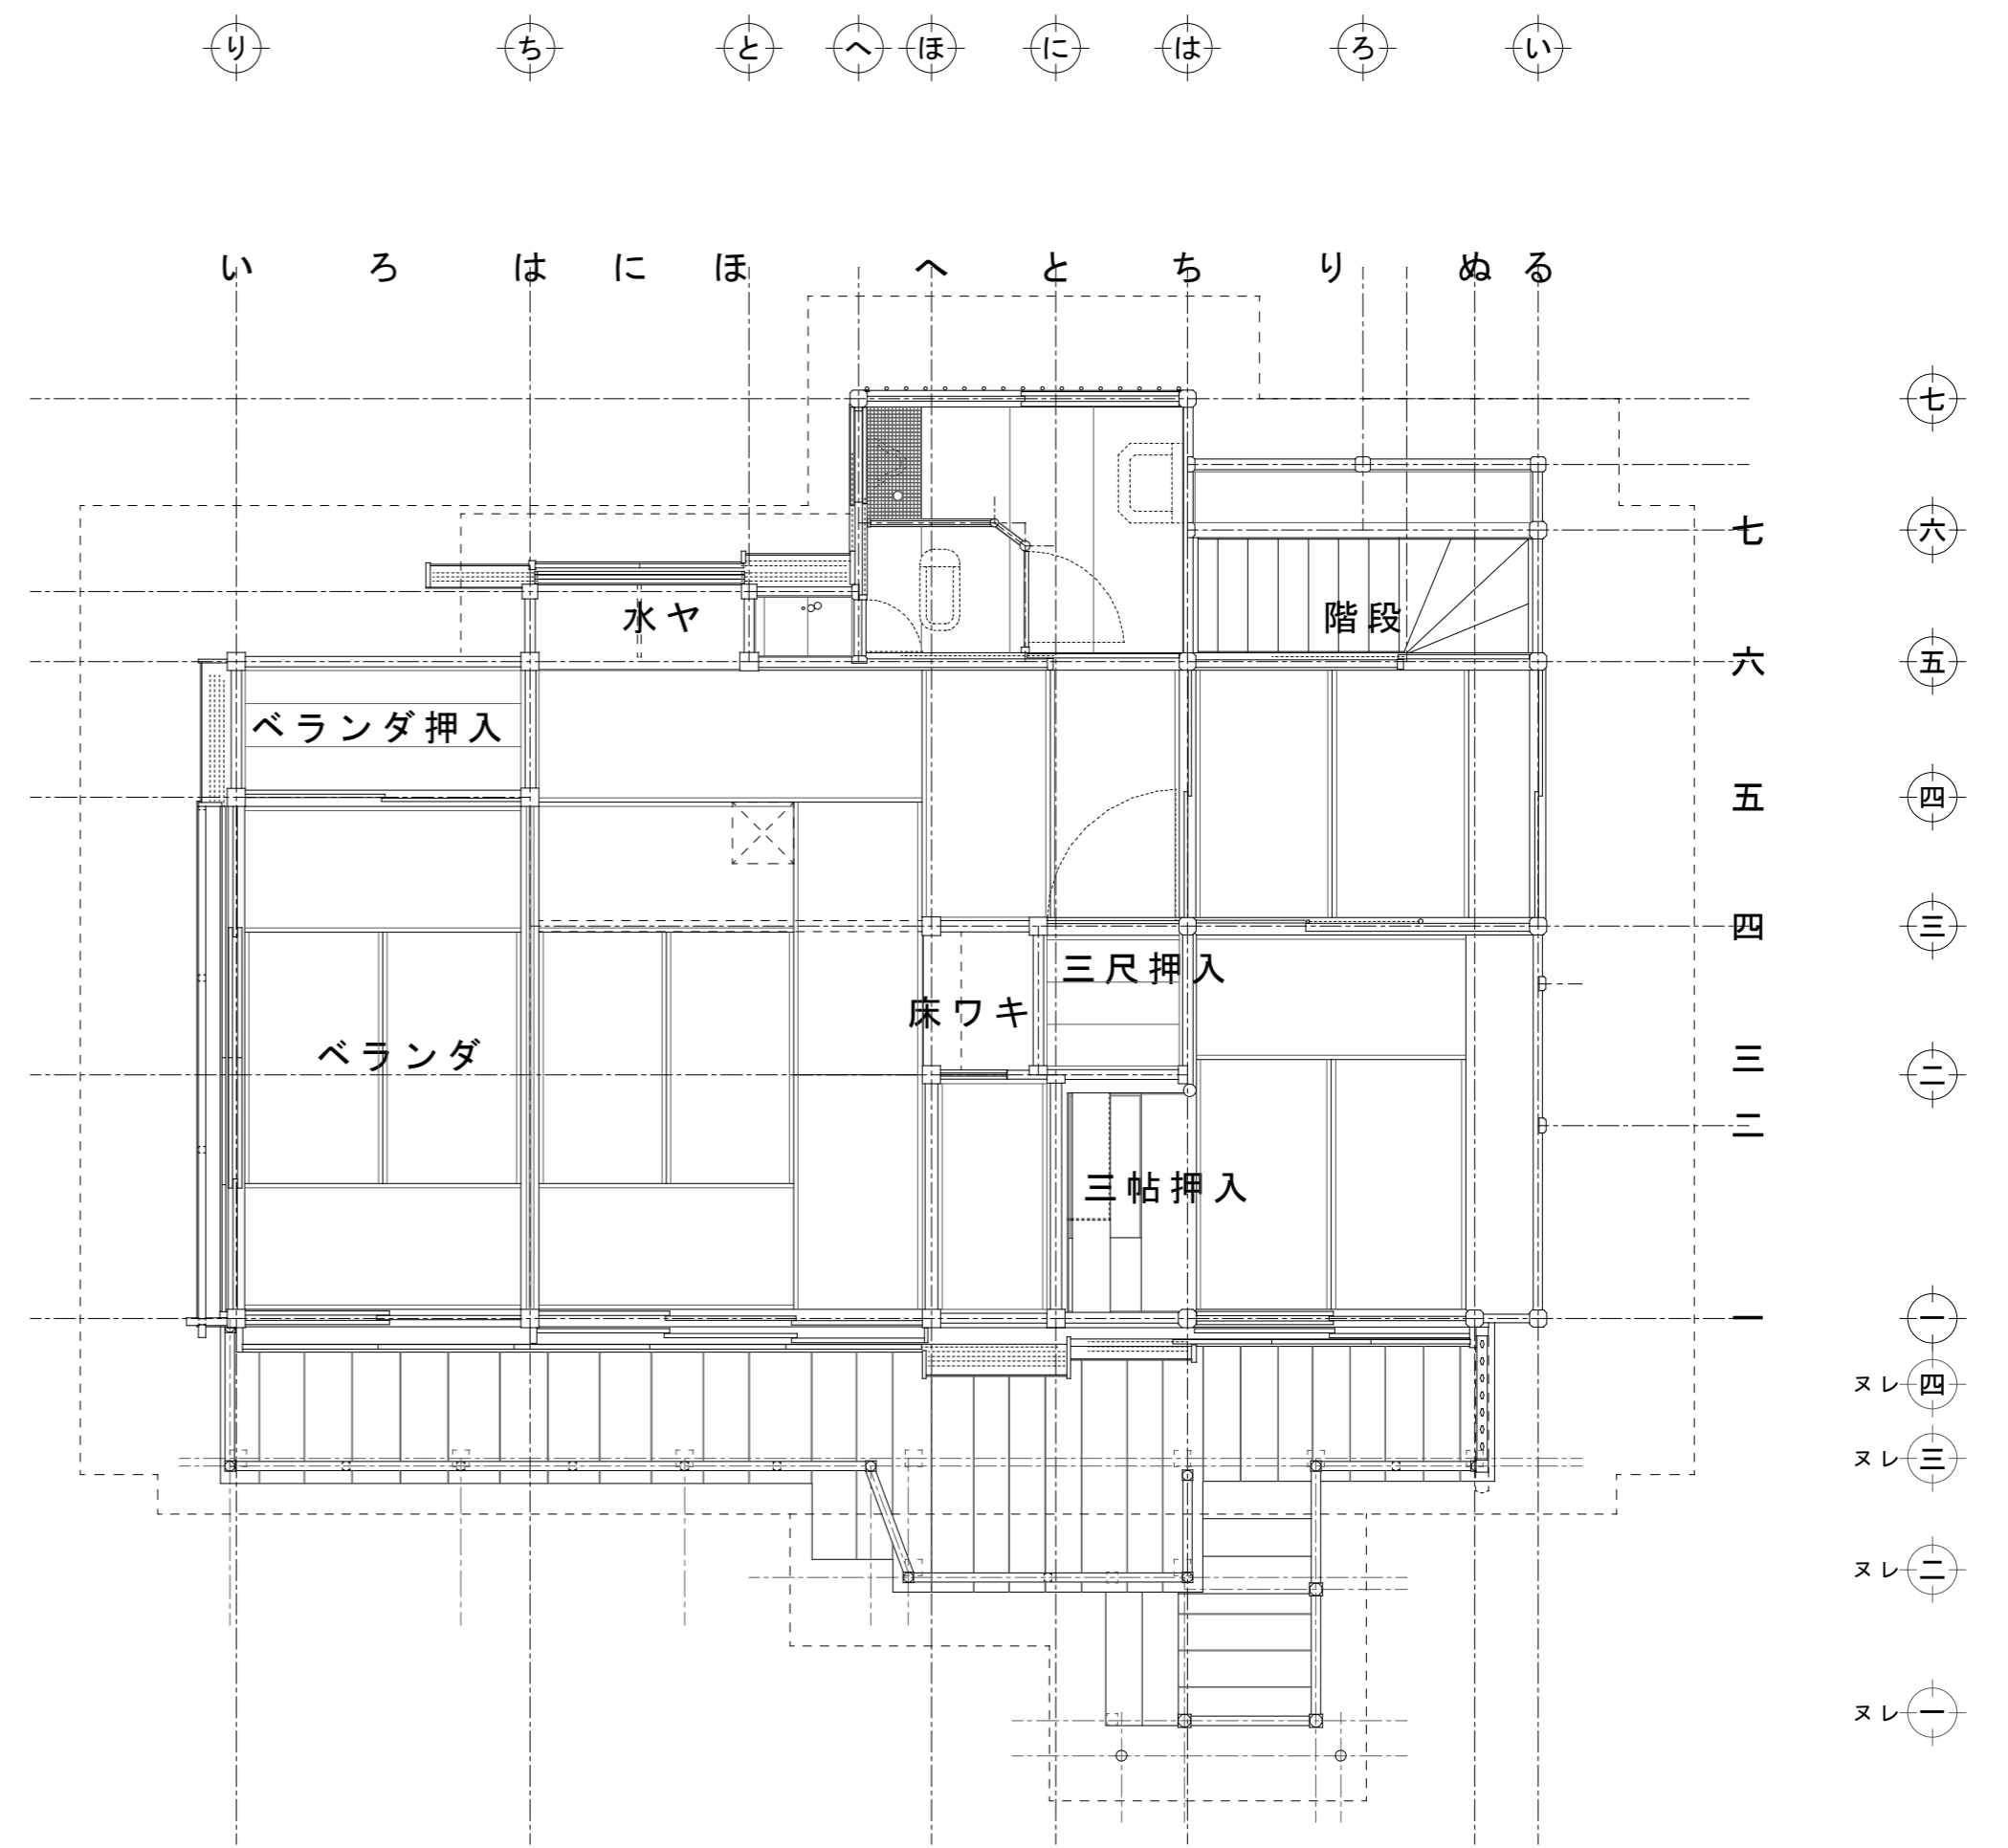 り ち と へ ほ に は ろ い
い ろ は に ほ へ と ち り ぬ る
七
七 六
水ヤ 階段
六 五
ベランダ押入
五 四
四 三
三尺押入
床ワキ
ベランダ
三 二
二
三帖押入
一 一
ヌレ 四
ヌレ 三
ヌレ 二
ヌレ 一